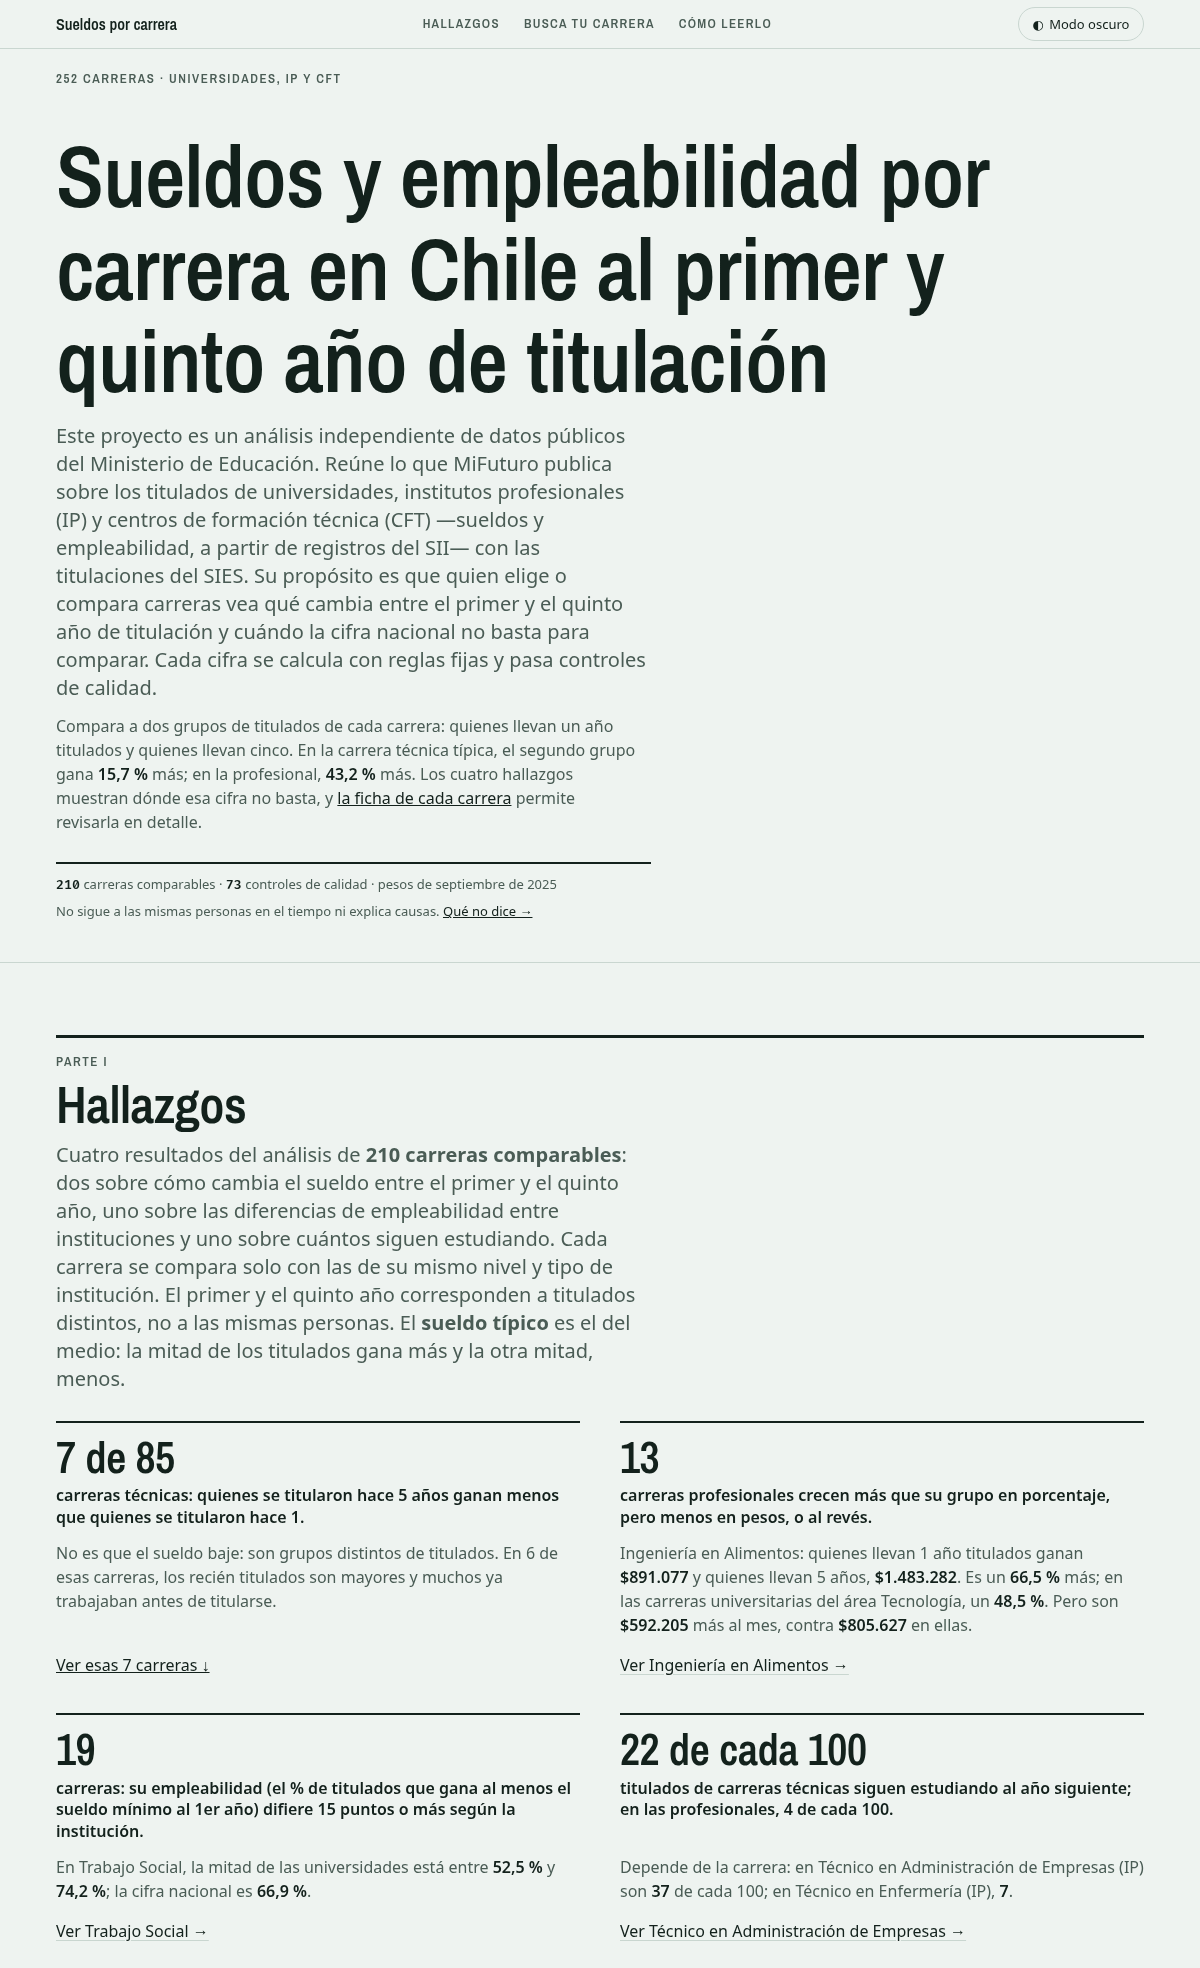 Sueldos por carrera
HALLAZGOS BUSCA TU CARRERA CÓMO LEERLO
◐ Modo oscuro
252 CARRERAS · UNIVERSIDADES, IP Y CFT
Sueldos y empleabilidad por
carrera en Chile al primer y
quinto año de titulación
Este proyecto es un análisis independiente de datos públicos
del Ministerio de Educación. Reúne lo que MiFuturo publica
sobre los titulados de universidades, institutos profesionales
(IP) y centros de formación técnica (CFT) —sueldos y
empleabilidad, a partir de registros del SII— con las
titulaciones del SIES. Su propósito es que quien elige o
compara carreras vea qué cambia entre el primer y el quinto
año de titulación y cuándo la cifra nacional no basta para
comparar. Cada cifra se calcula con reglas fijas y pasa controles
de calidad.
Compara a dos grupos de titulados de cada carrera: quienes llevan un año
titulados y quienes llevan cinco. En la carrera técnica típica, el segundo grupo
gana 15,7 % más; en la profesional, 43,2 % más. Los cuatro hallazgos
muestran dónde esa cifra no basta, y la ficha de cada carrera permite
revisarla en detalle.
210 carreras comparables · 73 controles de calidad · pesos de septiembre de 2025
No sigue a las mismas personas en el tiempo ni explica causas. Qué no dice →
PARTE I
Hallazgos
Cuatro resultados del análisis de 210 carreras comparables:
dos sobre cómo cambia el sueldo entre el primer y el quinto
año, uno sobre las diferencias de empleabilidad entre
instituciones y uno sobre cuántos siguen estudiando. Cada
carrera se compara solo con las de su mismo nivel y tipo de
institución. El primer y el quinto año corresponden a titulados
distintos, no a las mismas personas. El sueldo típico es el del
medio: la mitad de los titulados gana más y la otra mitad,
menos.
7 de 85
carreras técnicas: quienes se titularon hace 5 años ganan menos
que quienes se titularon hace 1.
No es que el sueldo baje: son grupos distintos de titulados. En 6 de
esas carreras, los recién titulados son mayores y muchos ya
trabajaban antes de titularse.
Ver esas 7 carreras ↓
13
carreras profesionales crecen más que su grupo en porcentaje,
pero menos en pesos, o al revés.
Ingeniería en Alimentos: quienes llevan 1 año titulados ganan
$891.077 y quienes llevan 5 años, $1.483.282. Es un 66,5 % más; en
las carreras universitarias del área Tecnología, un 48,5 %. Pero son
$592.205 más al mes, contra $805.627 en ellas.
Ver Ingeniería en Alimentos →
19
carreras: su empleabilidad (el % de titulados que gana al menos el
sueldo mínimo al 1er año) difiere 15 puntos o más según la
institución.
En Trabajo Social, la mitad de las universidades está entre 52,5 % y
74,2 %; la cifra nacional es 66,9 %.
Ver Trabajo Social →
22 de cada 100
titulados de carreras técnicas siguen estudiando al año siguiente;
en las profesionales, 4 de cada 100.
Depende de la carrera: en Técnico en Administración de Empresas (IP)
son 37 de cada 100; en Técnico en Enfermería (IP), 7.
Ver Técnico en Administración de Empresas →